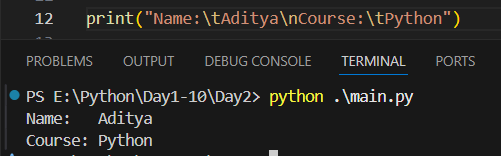 12 print("Name:\tAditya\nCourse:\tPython")
PROBLEMS OUTPUT DEBUG CONSOLE TERMINAL PORTS
PS E:\Python\Day1-10\Day2> python .\main.py
Name:   Aditya
Course: Python